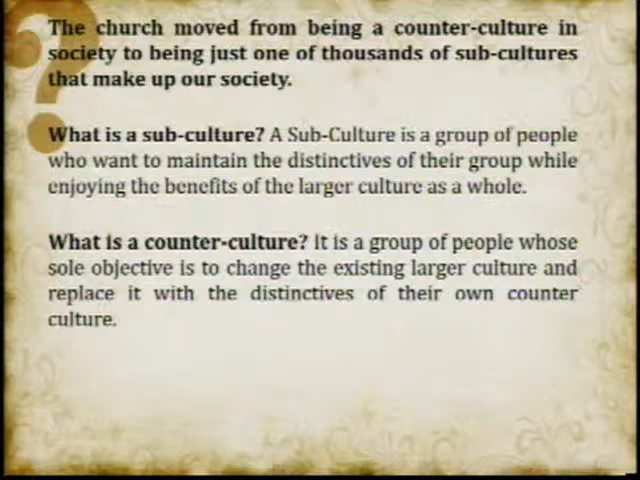 The church moved from being a counter-culture in
society to being just one of thousands of sub-cultures
that make up our society.
What is a sub-culture? A Sub-Culture is a group of people
who want to maintain the distinctives of their group while
enjoying the benefits of the larger culture as a whole.
What is a counter-culture? It is a group of people whose
sole objective is to change the existing larger culture and
replace it with the distinctives of their own counter
culture.